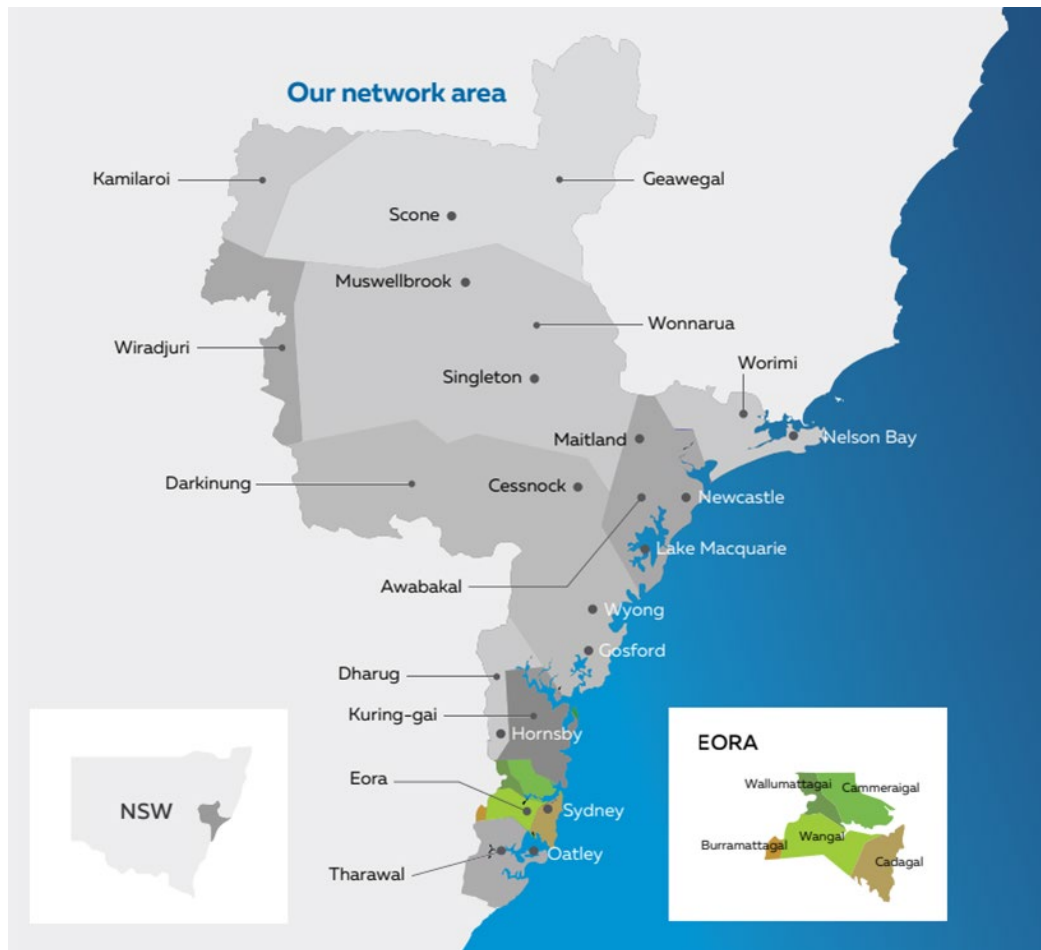 Our network area
Kamilaroi
Geawegal
Scone
Muswellbrook
Wonnarua
Wiradjuri
Worimi
Singleton
Maitland
Nelson Bay
Darkinung
Cessnock
Newcastle
Lake Macquarie
Awabakal
Wyong
Gosford
Dharug
Kuring-gai
Hornsby
Eora
Sydney
Oatley
Tharawal
NSW
EORA
Wallumattagai
Cammeraigal
Wangal
Burramattagal
Cadagal